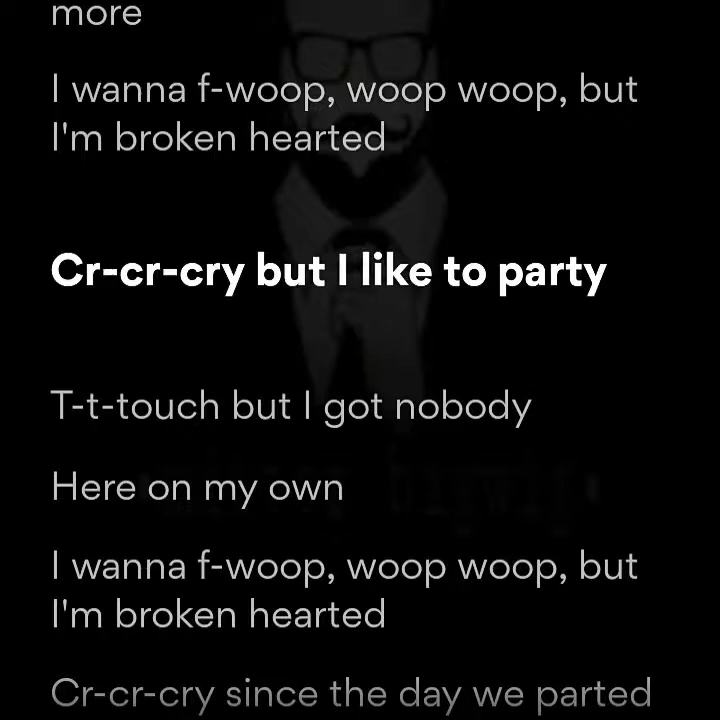 more
I wanna f-woop, woop woop, but
I'm broken hearted
Cr-cr-cry but I like to party
T-t-touch but I got nobody
Here on my own
I wanna f-woop, woop woop, but
I'm broken hearted
Cr-cr-cry since the day we parted